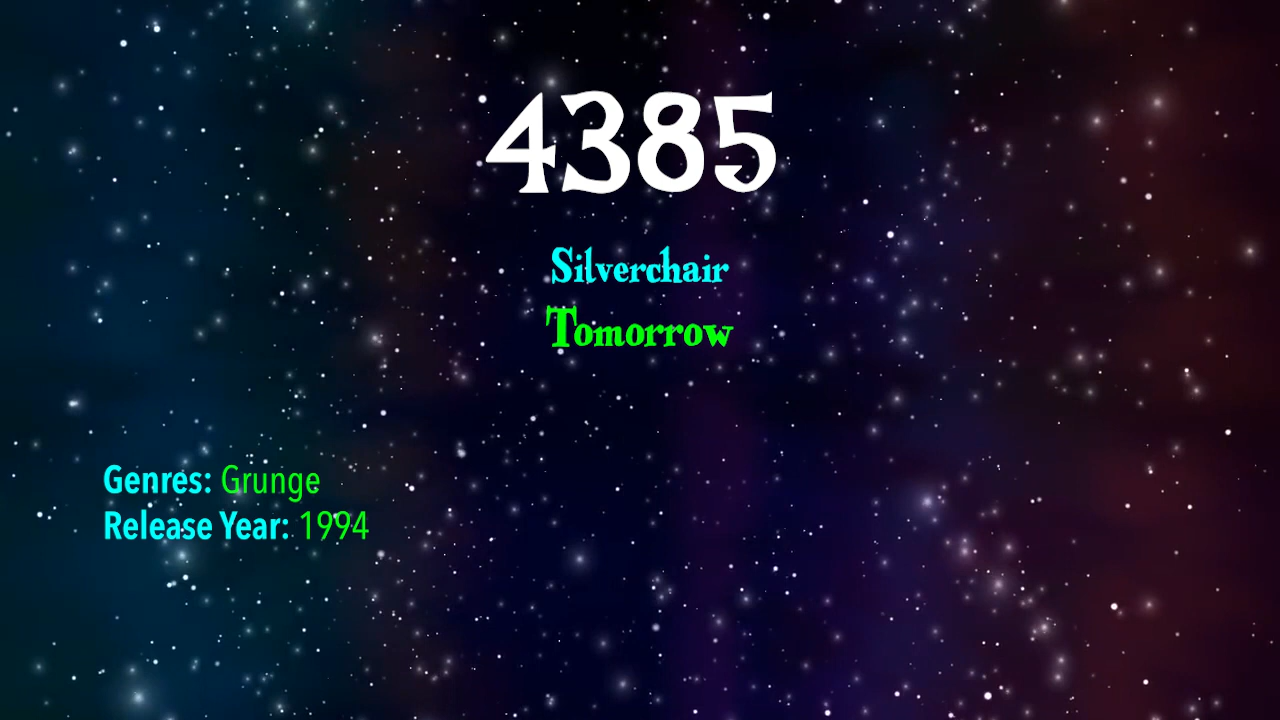 4385
Silverchair
Tomorrow
Genres: Grunge
Release Year: 1994